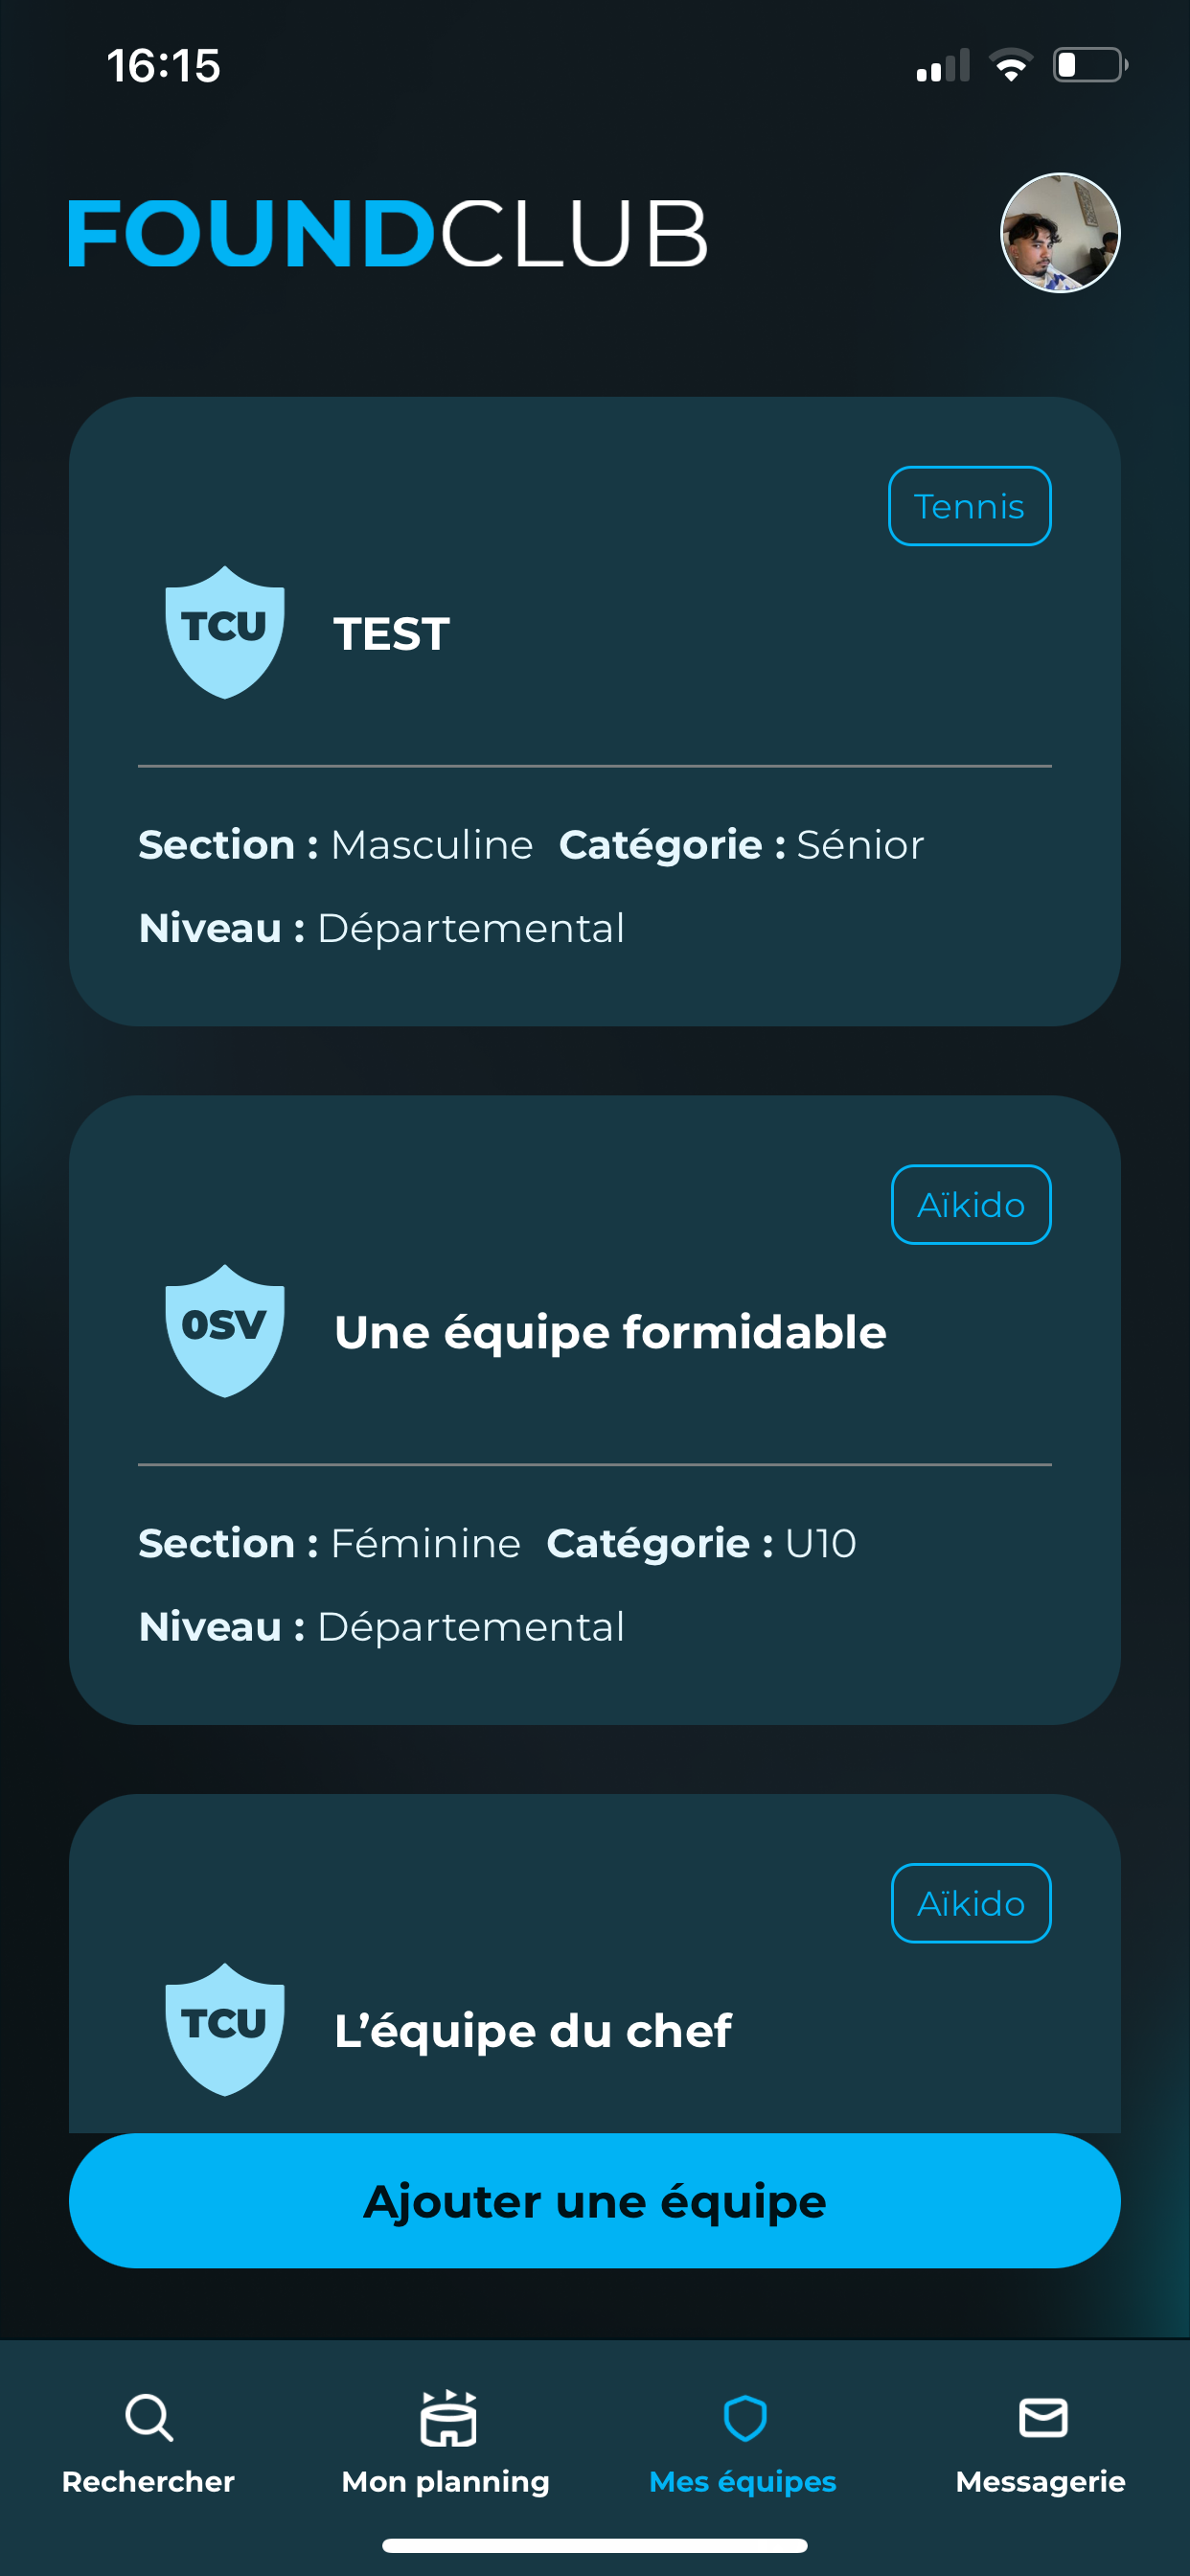 16:15
FOUNDCLUB
Tennis
TCU
TEST
Section : Masculine Catégorie : Sénior
Niveau : Départemental
Aïkido
0SV
Une équipe formidable
Section : Féminine Catégorie : U10
Niveau : Départemental
Aïkido
TCU
L’équipe du chef
Ajouter une équipe
Rechercher
Mon planning
Mes équipes
Messagerie